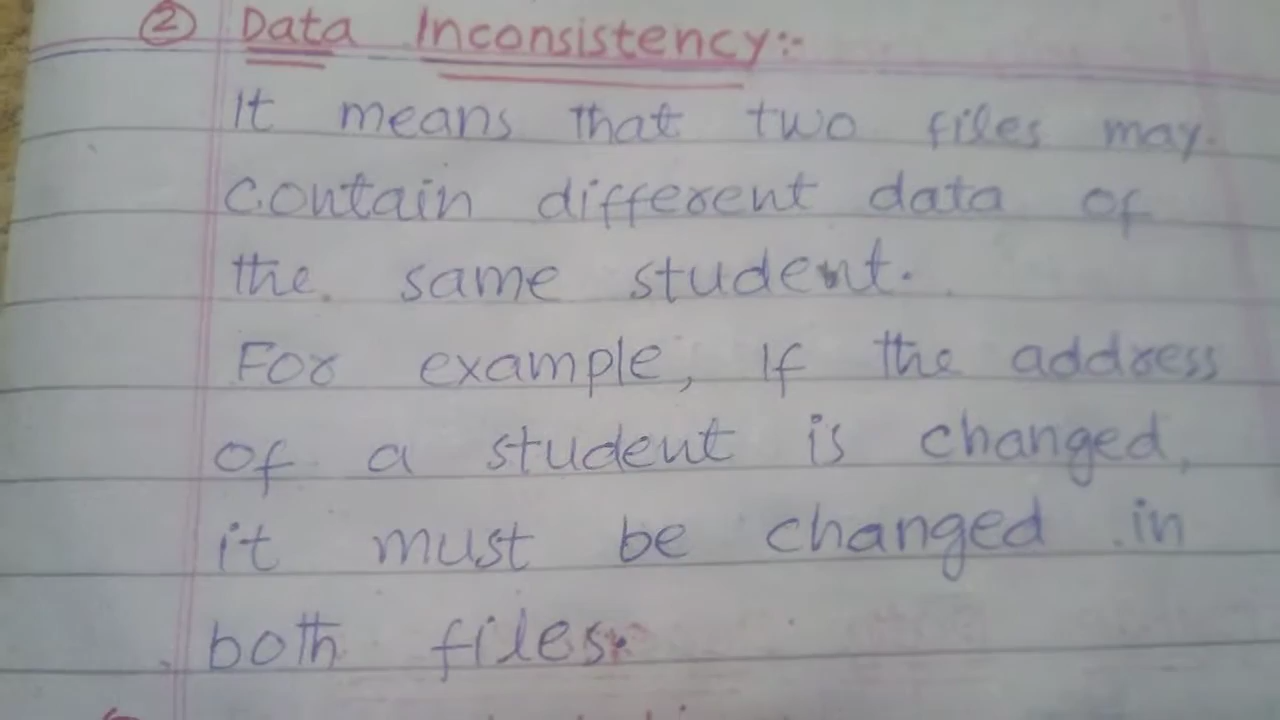 ② Data Inconsistency:-
It means that two files may
contain different data of
the same student.
For example, If the address
of a student is changed,
it must be changed in
both files.